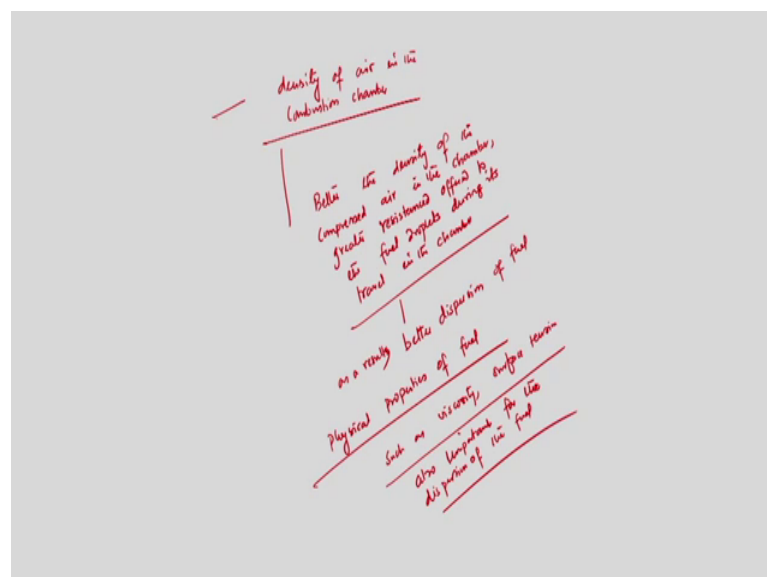 density of air in the
Combustion chamber
Better the density of the
Compressed air in the chamber,
greater resistance offered to
the fuel droplets during its
travel in the chamber
as a result, better dispersion of fuel
Physical Properties of fuel
Such as viscosity, surface tension
also important for the
dispersion of the fuel